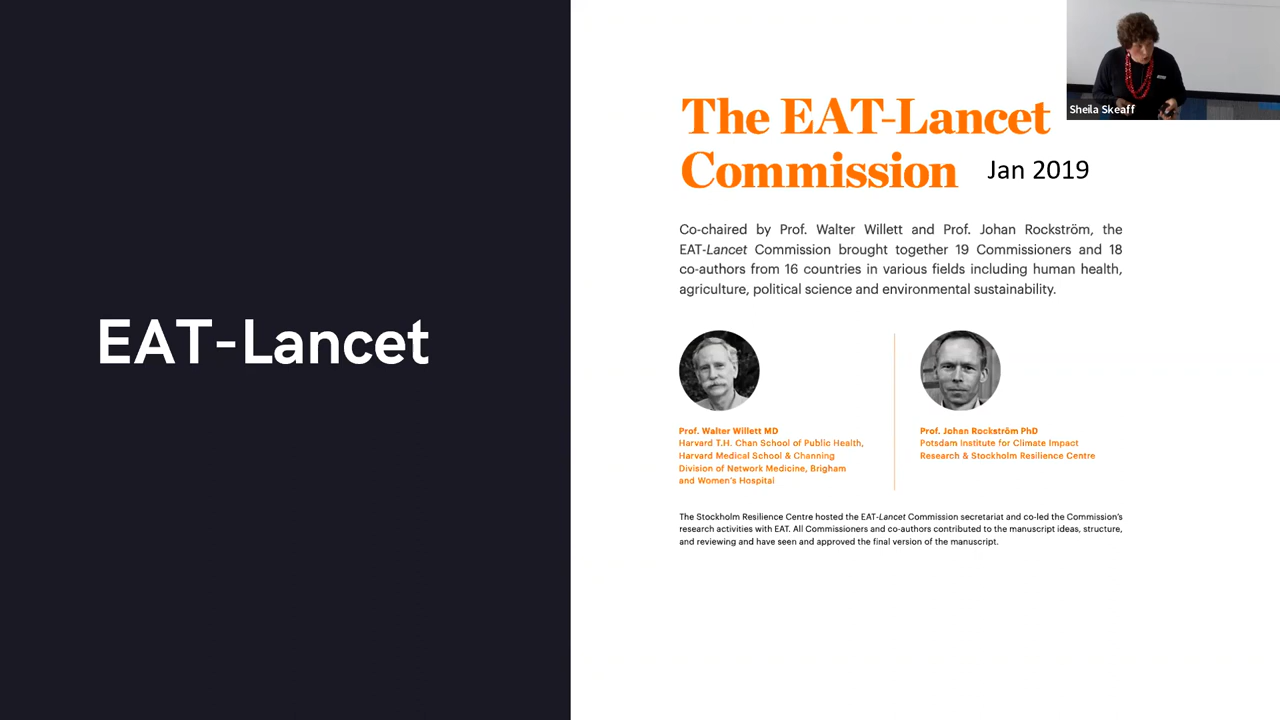 EAT-Lancet
The EAT-Lancet
Commission
Jan 2019
Sheila Skeaff
Co-chaired by Prof. Walter Willett and Prof. Johan Rockström, the
EAT-Lancet Commission brought together 19 Commissioners and 18
co-authors from 16 countries in various fields including human health,
agriculture, political science and environmental sustainability.
Prof. Walter Willett MD
Harvard T.H. Chan School of Public Health,
Harvard Medical School & Channing
Division of Network Medicine, Brigham
and Women's Hospital
Prof. Johan Rockström PhD
Potsdam Institute for Climate Impact
Research & Stockholm Resilience Centre
The Stockholm Resilience Centre hosted the EAT-Lancet Commission secretariat and co-led the Commission's
research activities with EAT. All Commissioners and co-authors contributed to the manuscript ideas, structure,
and reviewing and have seen and approved the final version of the manuscript.